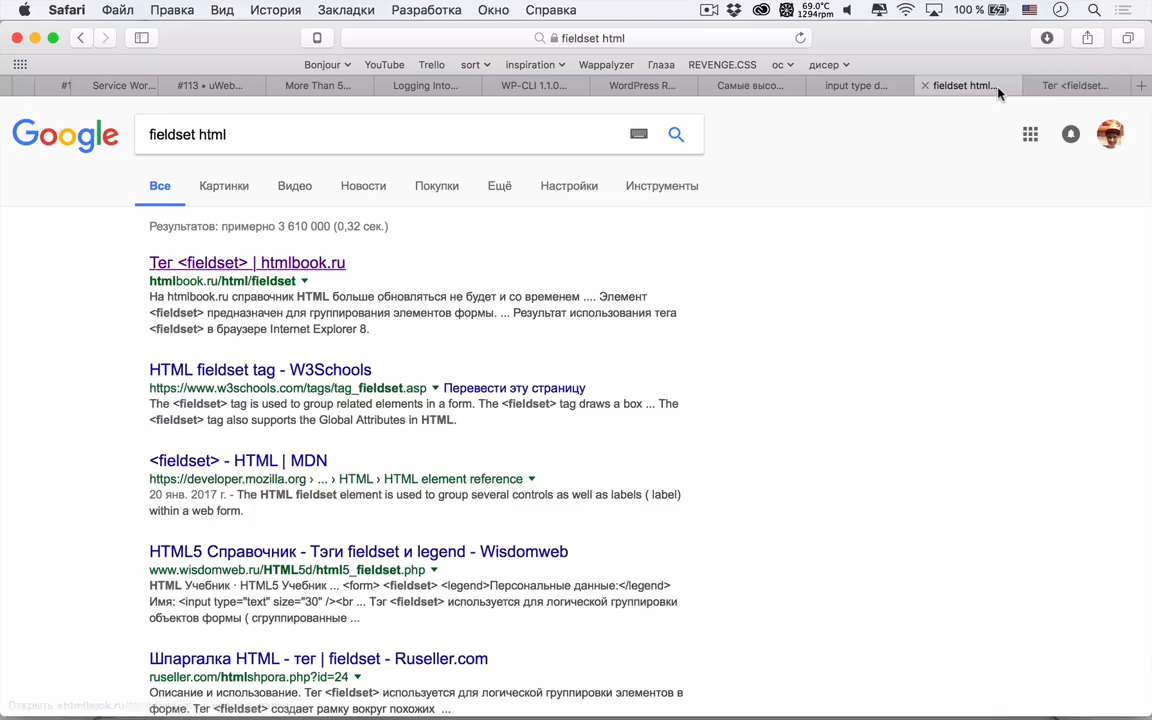 Safari Файл Правка Вид История Закладки Разработка Окно Справка 69.0°C 1294rpm 100 %
fieldset html
Bonjour YouTube Trello sort inspiration Wappalyzer Глаза REVENGE.CSS ос дисер
#1 Service Wor... #113 • uWeb... More Than 5... Logging Into... WP-CLI 1.1.0... WordPress R... Самые высо... input type d... fieldset html... Тег <fieldset...
Google fieldset html
Все Картинки Видео Новости Покупки Ещё Настройки Инструменты
Результатов: примерно 3 610 000 (0,32 сек.)
Тег <fieldset> | htmlbook.ru
htmlbook.ru/html/fieldset
На htmlbook.ru справочник HTML больше обновляться не будет и со временем .... Элемент
<fieldset> предназначен для группирования элементов формы. ... Результат использования тега
<fieldset> в браузере Internet Explorer 8.
HTML fieldset tag - W3Schools
https://www.w3schools.com/tags/tag_fieldset.asp Перевести эту страницу
The <fieldset> tag is used to group related elements in a form. The <fieldset> tag draws a box ... The
<fieldset> tag also supports the Global Attributes in HTML.
<fieldset> - HTML | MDN
https://developer.mozilla.org › ... › HTML › HTML element reference
20 янв. 2017 г. - The HTML fieldset element is used to group several controls as well as labels ( label)
within a web form.
HTML5 Справочник - Тэги fieldset и legend - Wisdomweb
www.wisdomweb.ru/HTML5d/html5_fieldset.php
HTML Учебник · HTML5 Учебник ... <form> <fieldset> <legend>Персональные данные:</legend>
Имя: <input type="text" size="30" /><br ... Тэг <fieldset> используется для логической группировки
объектов формы ( сгруппированные ...
Шпаргалка HTML - тег | fieldset - Ruseller.com
ruseller.com/htmlshpora.php?id=24
Описание и использование. Тег <fieldset> используется для логической группировки элементов в
форме. Тег <fieldset> создает рамку вокруг похожих ...